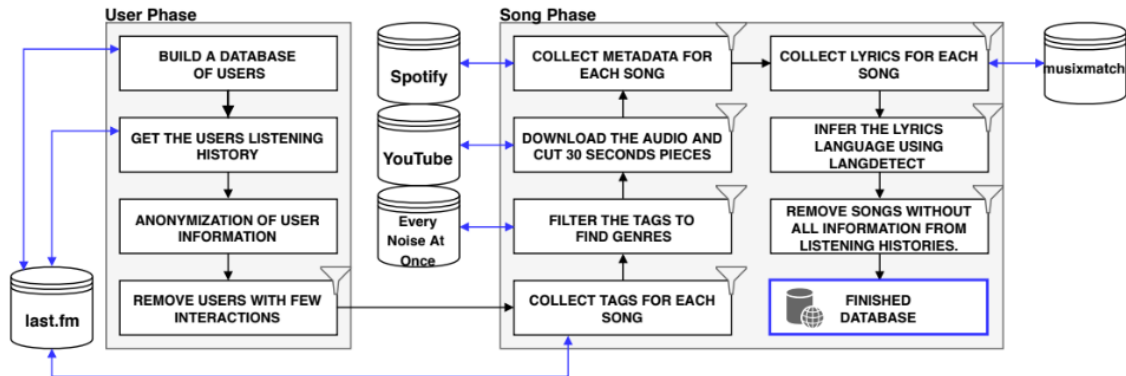 User Phase
BUILD A DATABASE
OF USERS
GET THE USERS LISTENING
HISTORY
ANONYMIZATION OF USER
INFORMATION
REMOVE USERS WITH FEW
INTERACTIONS
last.fm
Spotify
YouTube
Every
Noise At
Once
Song Phase
COLLECT METADATA FOR
EACH SONG
DOWNLOAD THE AUDIO AND
CUT 30 SECONDS PIECES
FILTER THE TAGS TO
FIND GENRES
COLLECT TAGS FOR EACH
SONG
COLLECT LYRICS FOR EACH
SONG
INFER THE LYRICS
LANGUAGE USING
LANGDETECT
REMOVE SONGS WITHOUT
ALL INFORMATION FROM
LISTENING HISTORIES.
FINISHED
DATABASE
musixmatch